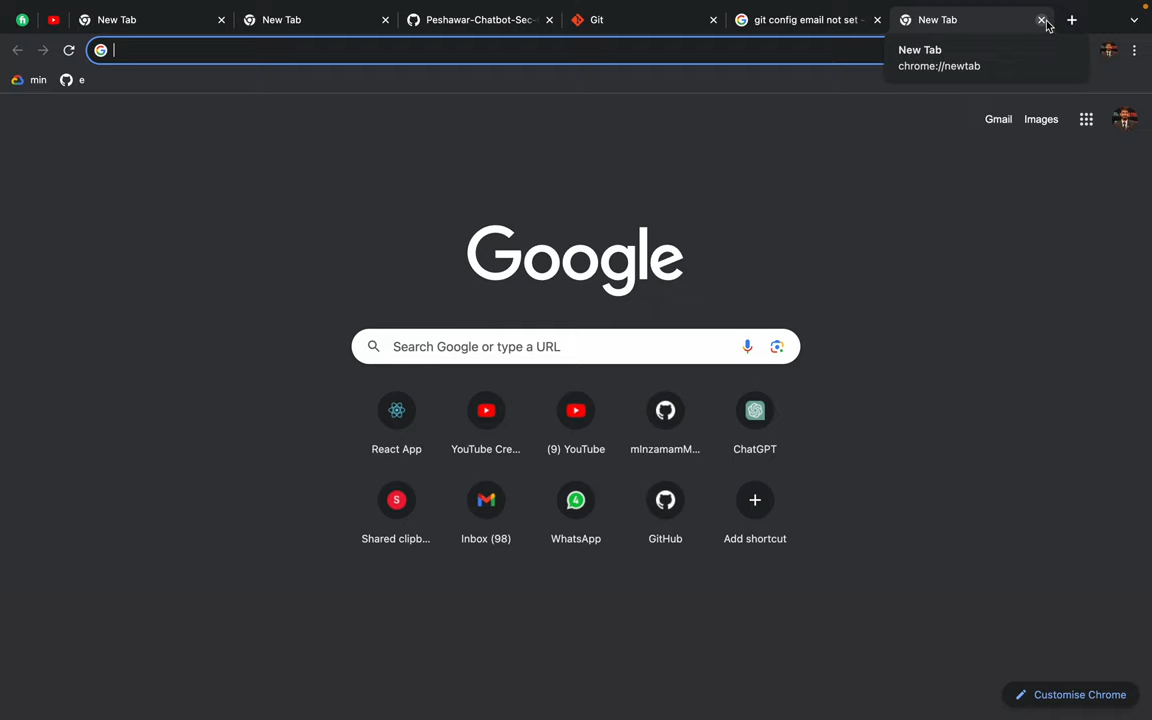 New Tab
New Tab
Peshawar-Chatbot-Sec-
Git
git config email not set -
New Tab
New Tab
chrome://newtab
min
e
Gmail
Images
Google
Search Google or type a URL
React App
YouTube Cre...
(9) YouTube
mInzamamM...
ChatGPT
S
4
Shared clipb...
Inbox (98)
WhatsApp
GitHub
Add shortcut
Customise Chrome